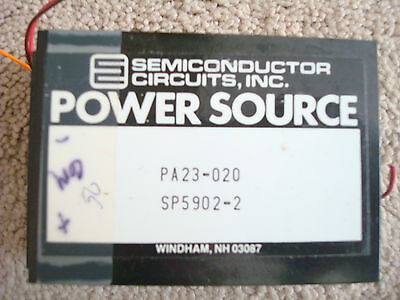 SEMICONDUCTOR
CIRCUITS, INC.
POWER SOURCE
PA23-020
SP5902-2
WINDHAM, NH 03087